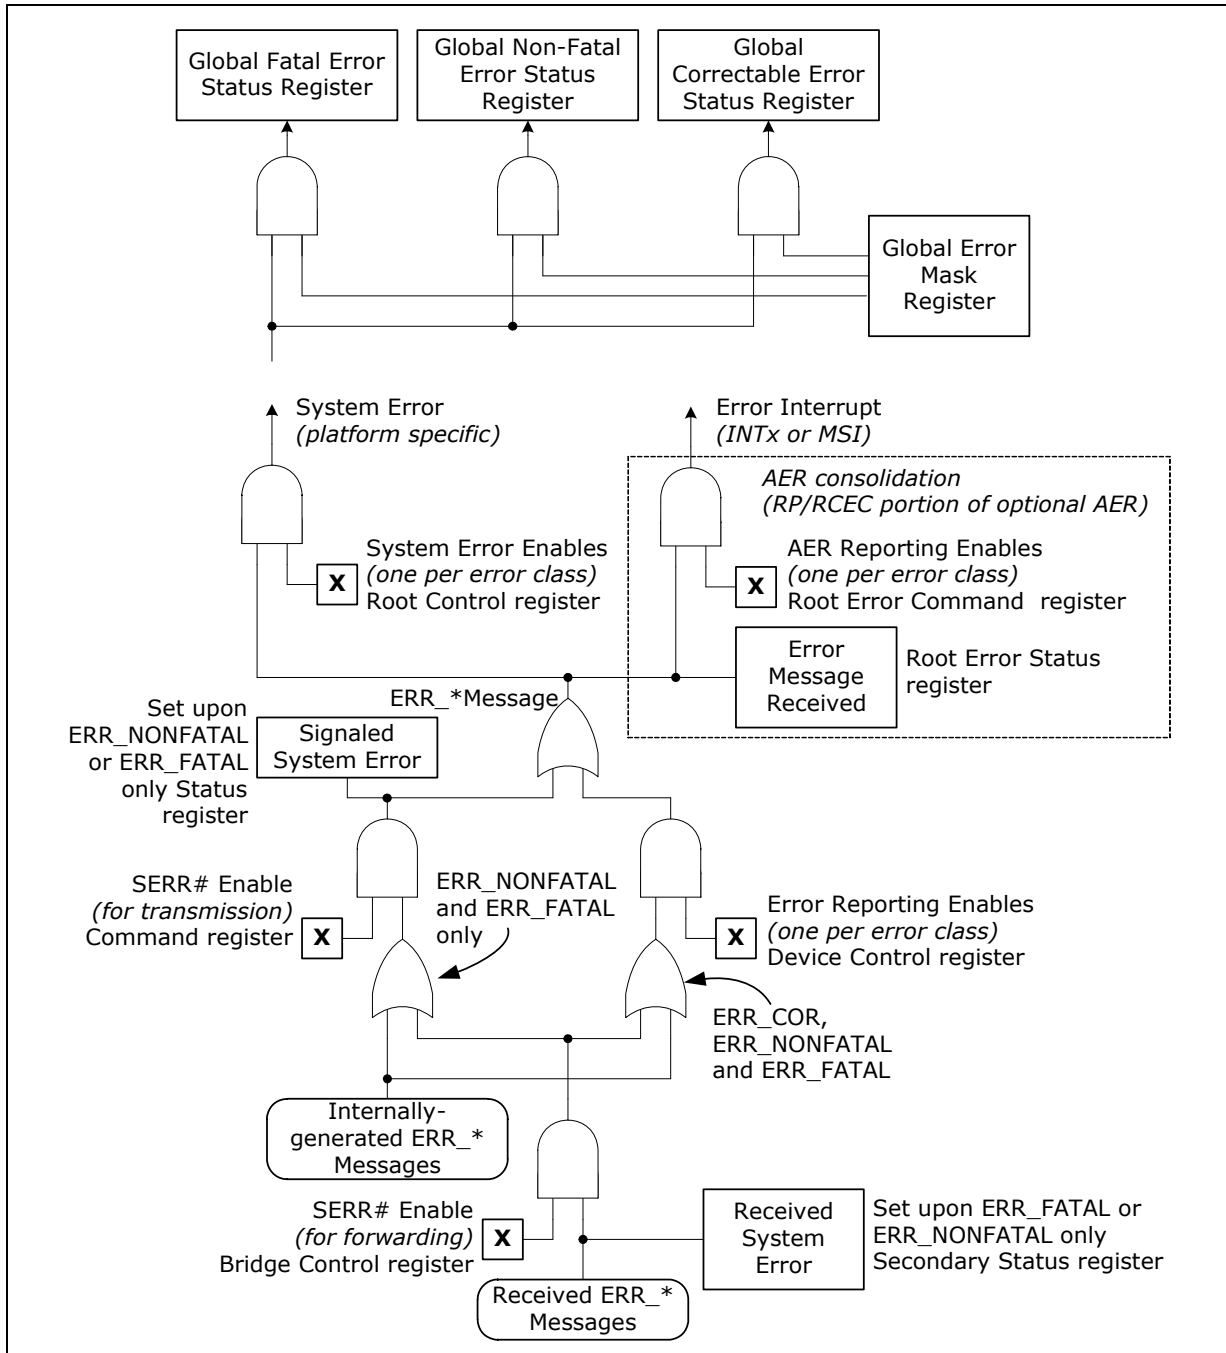 Global Fatal Error
Status Register
Global Non-Fatal
Error Status
Register
Global
Correctable Error
Status Register
Global Error
Mask
Register
System Error
(platform specific)
Error Interrupt
(INTx or MSI)
AER consolidation
(RP/RCEC portion of optional AER)
System Error Enables
(one per error class)
Root Control register
X
AER Reporting Enables
(one per error class)
Root Error Command register
X
Error
Message
Received
Root Error Status
register
ERR_*Message
Set upon
ERR_NONFATAL
or ERR_FATAL
only Status
register
Signaled
System Error
SERR# Enable
(for transmission)
Command register
X
ERR_NONFATAL
and ERR_FATAL
only
Error Reporting Enables
(one per error class)
Device Control register
X
ERR_COR,
ERR_NONFATAL
and ERR_FATAL
Internally-
generated ERR_*
Messages
SERR# Enable
(for forwarding)
Bridge Control register
X
Received
System
Error
Set upon ERR_FATAL or
ERR_NONFATAL only
Secondary Status register
Received ERR_*
Messages